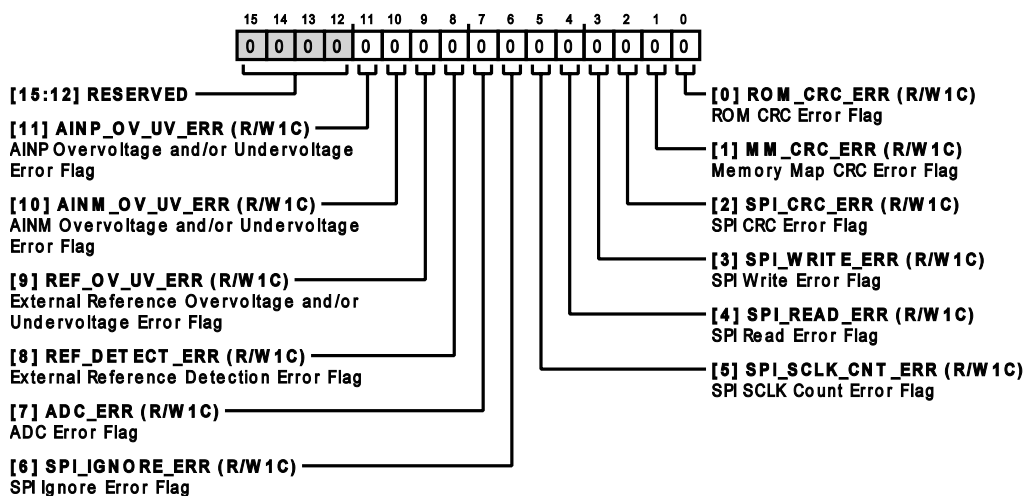 15 14 13 12 11 10 9 8 7 6 5 4 3 2 1 0
0 0 0 0 0 0 0 0 0 0 0 0 0 0 0 0
[15:12] RESERVED
[11] AINP_OV_UV_ERR (R/W1C)
AINP Overvoltage and/or Undervoltage
Error Flag
[10] AINM_OV_UV_ERR (R/W1C)
AINM Overvoltage and/or Undervoltage
Error Flag
[9] REF_OV_UV_ERR (R/W1C)
External Reference Overvoltage and/or
Undervoltage Error Flag
[8] REF_DETECT_ERR (R/W1C)
External Reference Detection Error Flag
[7] ADC_ERR (R/W1C)
ADC Error Flag
[6] SPI_IGNORE_ERR (R/W1C)
SPI Ignore Error Flag
[0] ROM_CRC_ERR (R/W1C)
ROM CRC Error Flag
[1] MM_CRC_ERR (R/W1C)
Memory Map CRC Error Flag
[2] SPI_CRC_ERR (R/W1C)
SPI CRC Error Flag
[3] SPI_WRITE_ERR (R/W1C)
SPI Write Error Flag
[4] SPI_READ_ERR (R/W1C)
SPI Read Error Flag
[5] SPI_SCLK_CNT_ERR (R/W1C)
SPI SCLK Count Error Flag